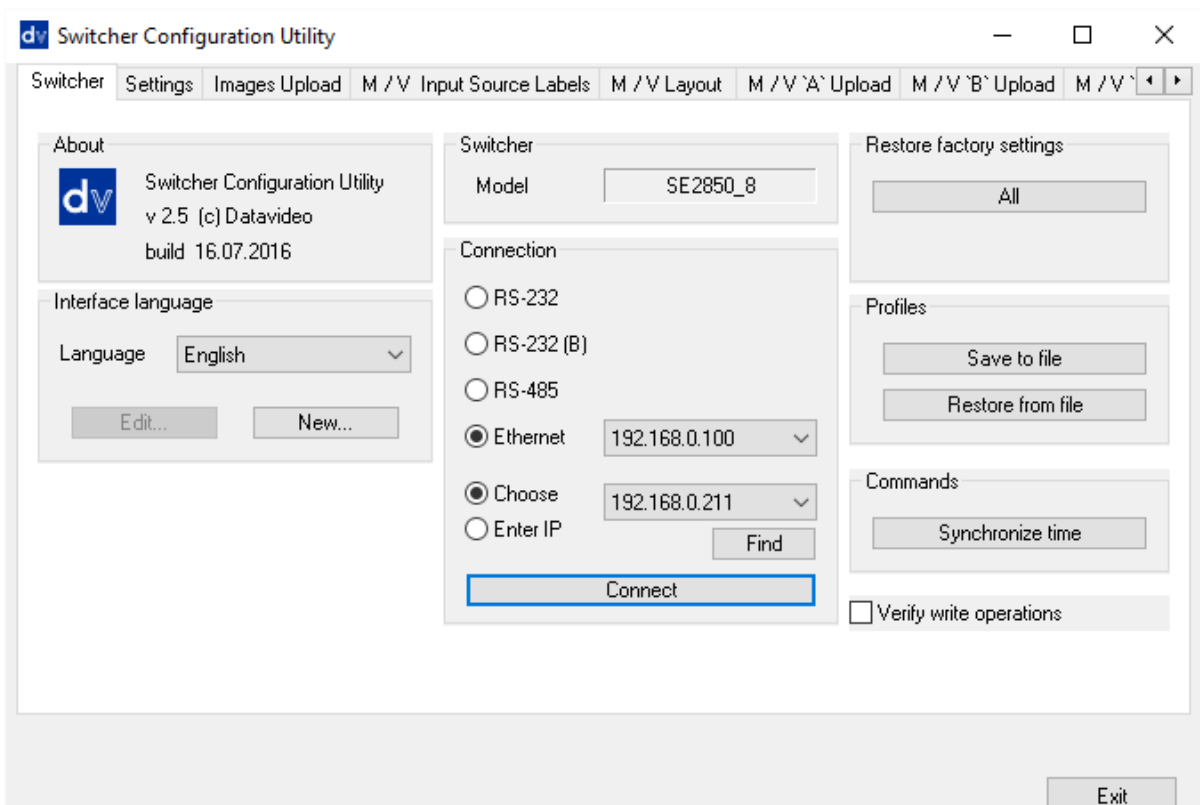 dv Switcher Configuration Utility
Switcher Settings Images Upload M / V Input Source Labels M / V Layout M / V `A` Upload M / V `B` Upload M / V `
About
dv
Switcher Configuration Utility
v 2.5 (c) Datavideo
build 16.07.2016
Interface language
Language English
Edit... New...
Switcher
Model SE2850_8
Connection
RS-232
RS-232 (B)
RS-485
Ethernet 192.168.0.100
Choose 192.168.0.211
Enter IP
Find
Connect
Restore factory settings
All
Profiles
Save to file
Restore from file
Commands
Synchronize time
Verify write operations
Exit